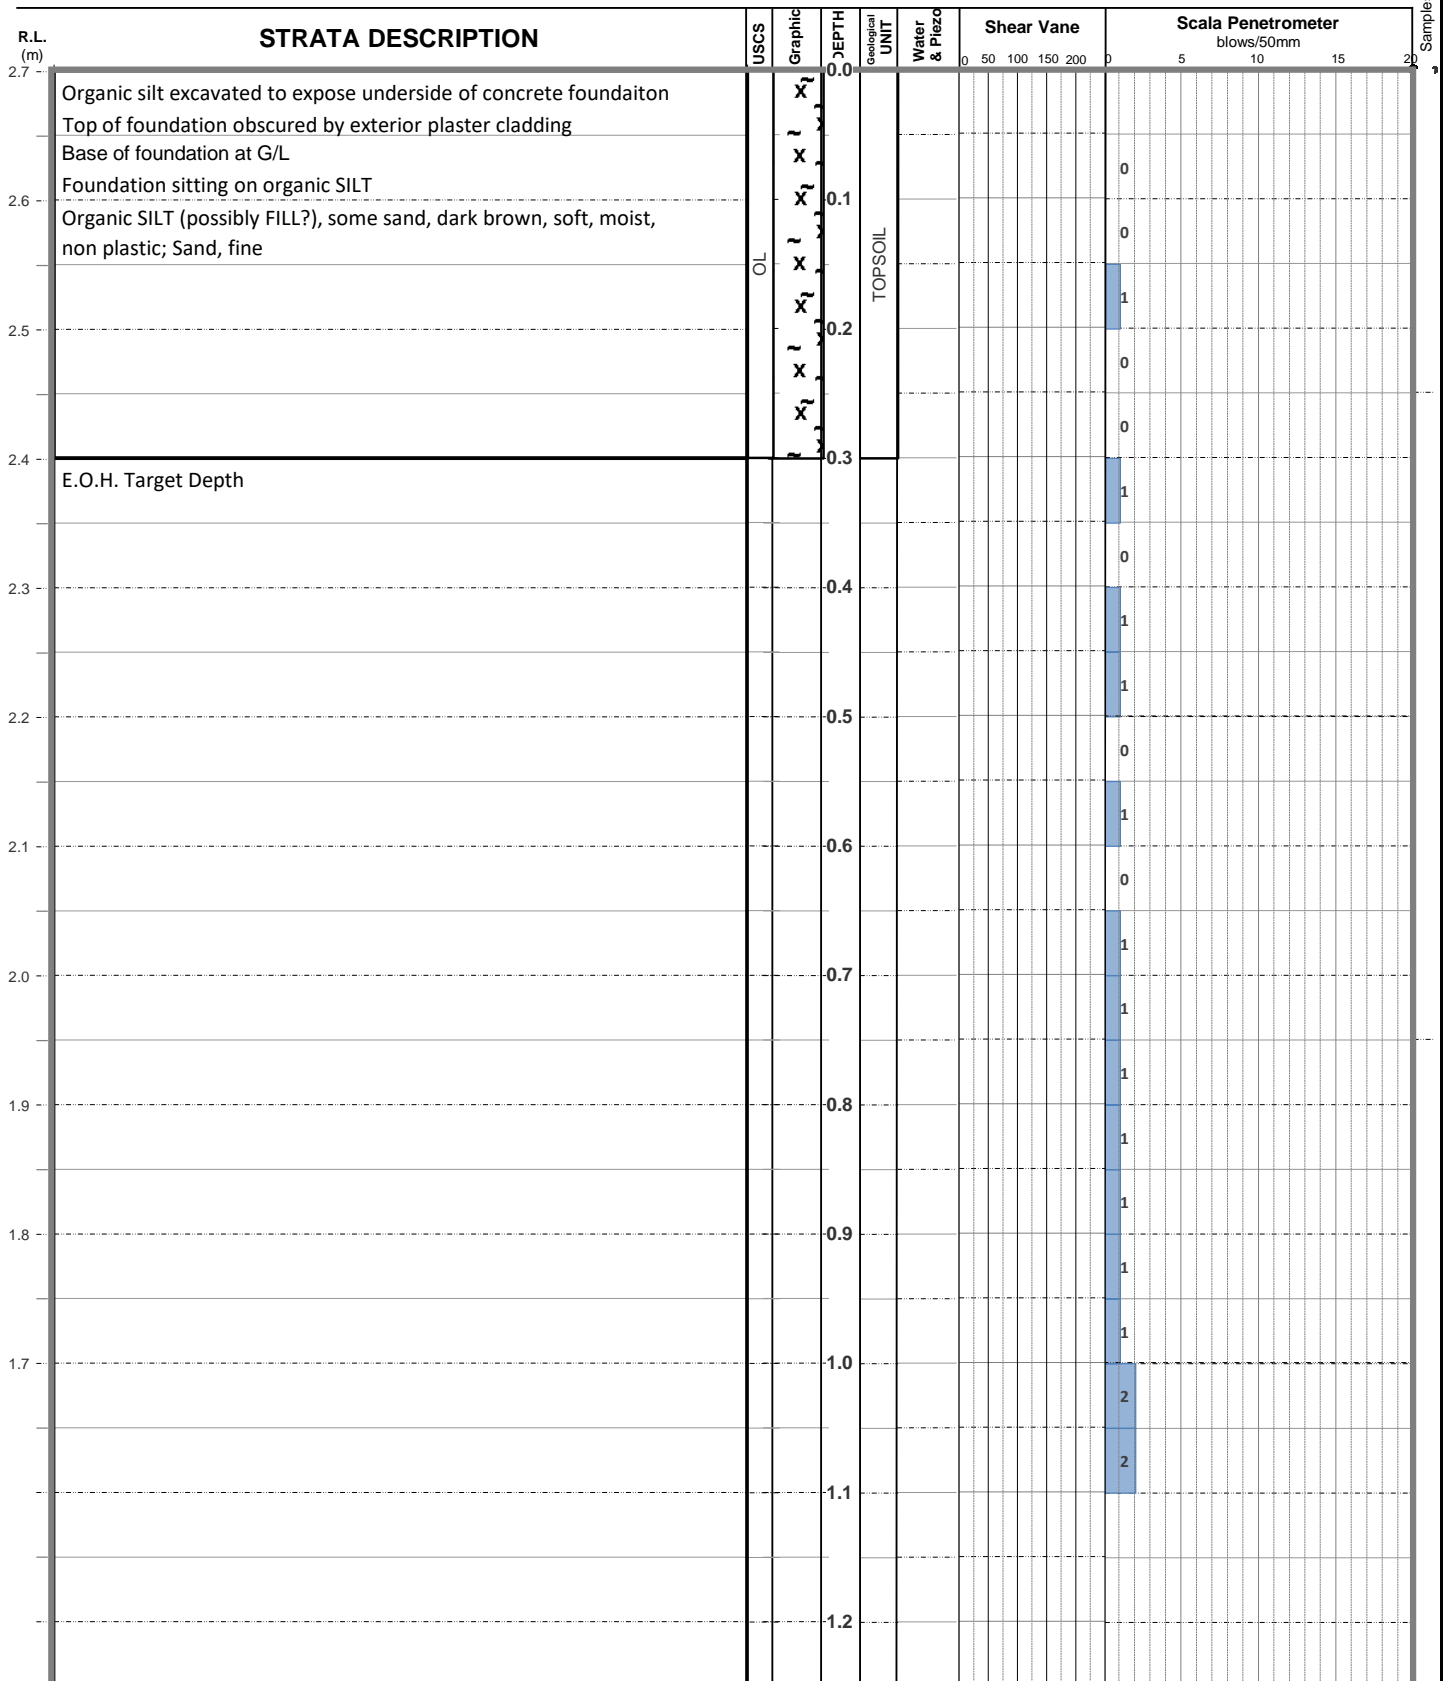 R.L.
(m)
STRATA DESCRIPTION
USCS
Graphic
DEPTH
Geological
UNIT
Water
& Piezo
Shear Vane
0 50 100 150 200
Scala Penetrometer
blows/50mm
0 5 10 15 20
Sample
2.7 0.0
Organic silt excavated to expose underside of concrete foundaiton
Top of foundation obscured by exterior plaster cladding
Base of foundation at G/L
0
Foundation sitting on organic SILT
2.6 0.1
Organic SILT (possibly FILL?), some sand, dark brown, soft, moist,
0
non plastic; Sand, fine
OL
TOPSOIL
1
2.5 0.2
0
0
2.4 0.3
E.O.H. Target Depth
1
0
2.3 0.4
1
1
2.2 0.5
0
1
2.1 0.6
0
1
2.0 0.7
1
1
1.9 0.8
1
1
1.8 0.9
1
1
1.7 1.0
2
2
1.1
1.2